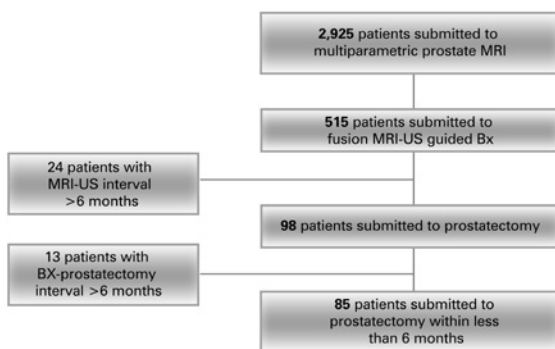 2,925 patients submitted to
multiparametric prostate MRI
515 patients submitted to
fusion MRI-US guided Bx
24 patients with
MRI-US interval
>6 months
98 patients submitted to prostatectomy
13 patients with
BX-prostatectomy
interval >6 months
85 patients submitted to
prostatectomy within less
than 6 months